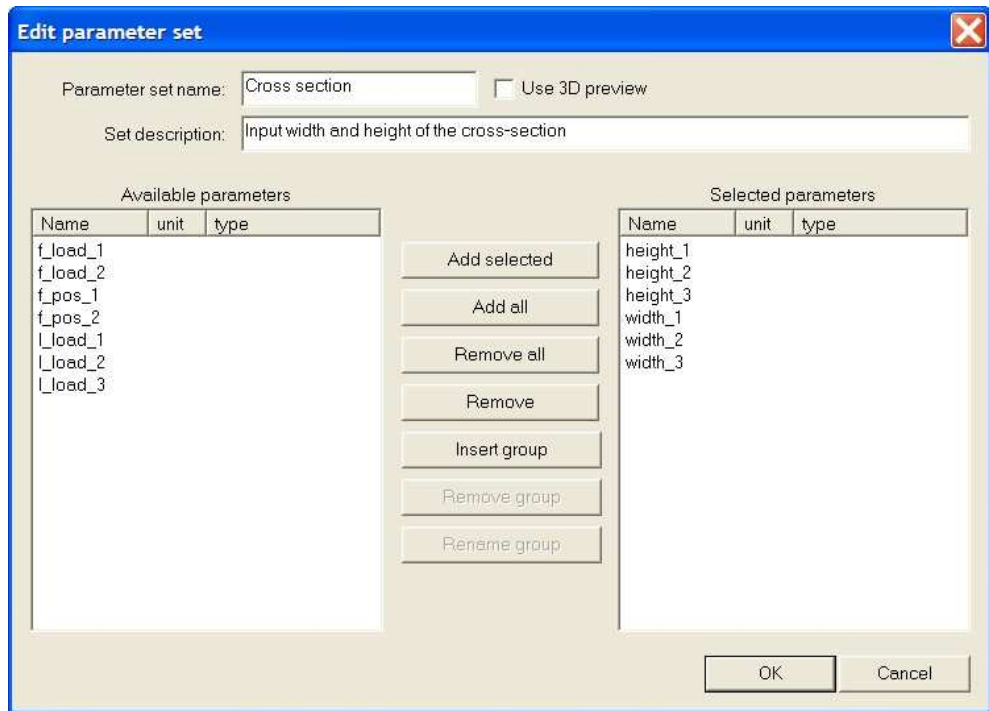 Edit parameter set
Parameter set name: Cross section Use 3D preview
Set description: Input width and height of the cross-section
Available parameters
Name unit type
f_load_1
f_load_2
f_pos_1
f_pos_2
l_load_1
l_load_2
l_load_3
Add selected
Add all
Remove all
Remove
Insert group
Remove group
Rename group
Selected parameters
Name unit type
height_1
height_2
height_3
width_1
width_2
width_3
OK Cancel